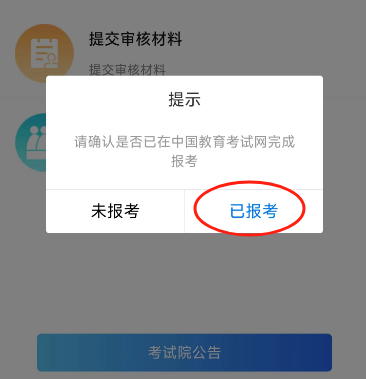 提交审核材料
提交审核材料
提示
请确认是否已在中国教育考试网完成
报考
未报考
已报考
考试院公告